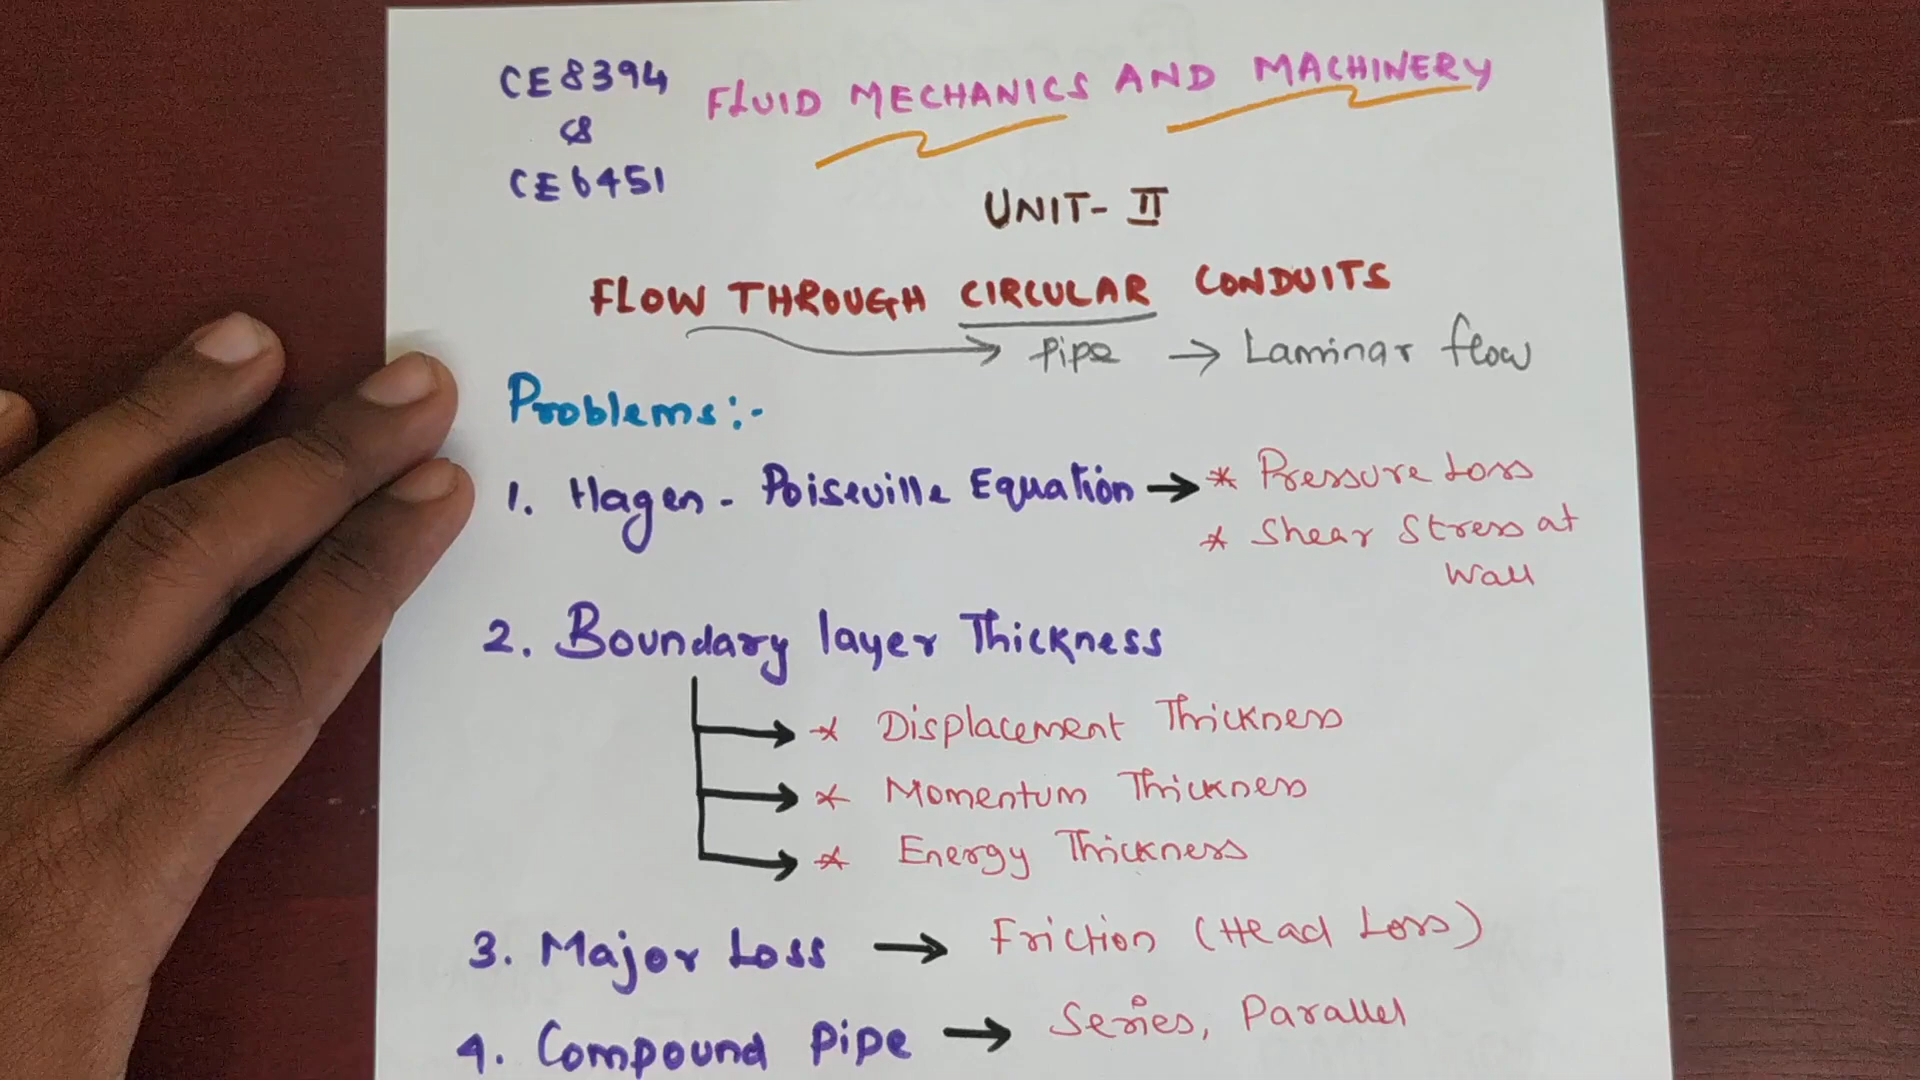 CE8394
&
CE6451
FLUID MECHANICS AND MACHINERY
UNIT- II
FLOW THROUGH CIRCULAR CONDUITS
→ pipe → Laminar flow
Problems:-
1. Hagen - Poiseuille Equation → * Pressure Loss
* Shear Stress at
Wall
2. Boundary layer Thickness
* Displacement Thickness
* Momentum Thickness
* Energy Thickness
3. Major Loss → Friction (Head Loss)
4. Compound Pipe → Series, Parallel